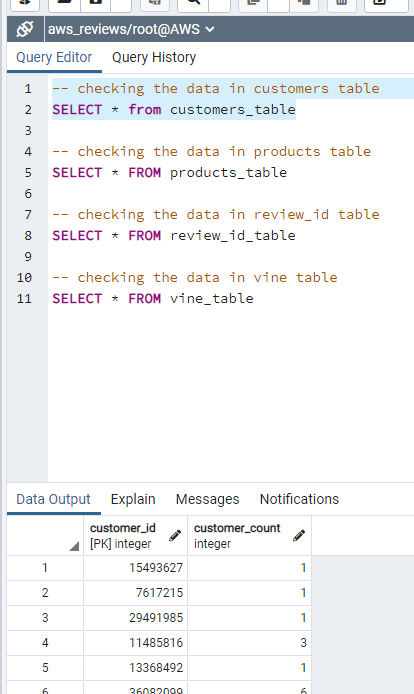 aws_reviews/root@AWS
Query Editor Query History
1 -- checking the data in customers table
2 SELECT * from customers_table
3
4 -- checking the data in products table
5 SELECT * FROM products_table
6
7 -- checking the data in review_id table
8 SELECT * FROM review_id_table
9
10 -- checking the data in vine table
11 SELECT * FROM vine_table
Data Output Explain Messages Notifications
customer_id customer_count
[PK] integer integer
1 15493627 1
2 7617215 1
3 29491985 1
4 11485816 3
5 13368492 1
6 36082099 6